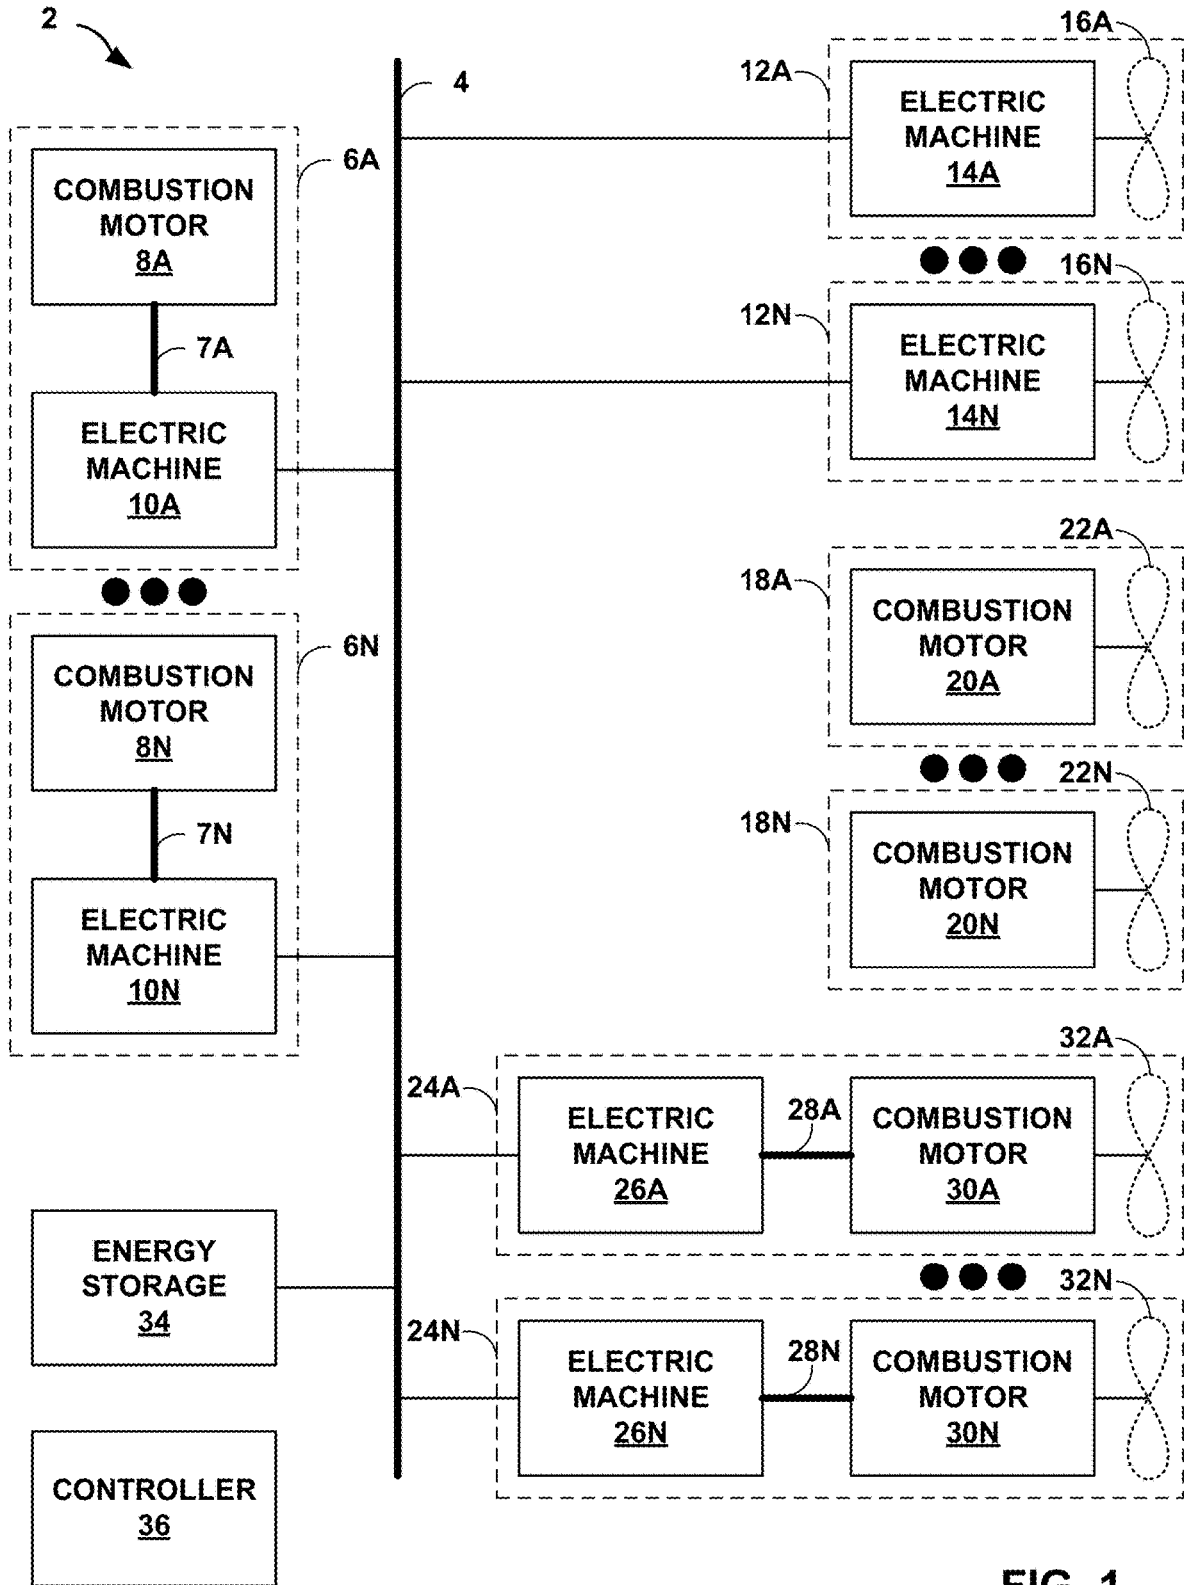 2
4
6A
COMBUSTION
MOTOR
8A
7A
ELECTRIC
MACHINE
10A
6N
COMBUSTION
MOTOR
8N
7N
ELECTRIC
MACHINE
10N
ENERGY
STORAGE
34
CONTROLLER
36
16A
12A
ELECTRIC
MACHINE
14A
16N
12N
ELECTRIC
MACHINE
14N
22A
18A
COMBUSTION
MOTOR
20A
22N
18N
COMBUSTION
MOTOR
20N
32A
24A
ELECTRIC
MACHINE
26A
28A
COMBUSTION
MOTOR
30A
32N
24N
ELECTRIC
MACHINE
26N
28N
COMBUSTION
MOTOR
30N
FIG. 1